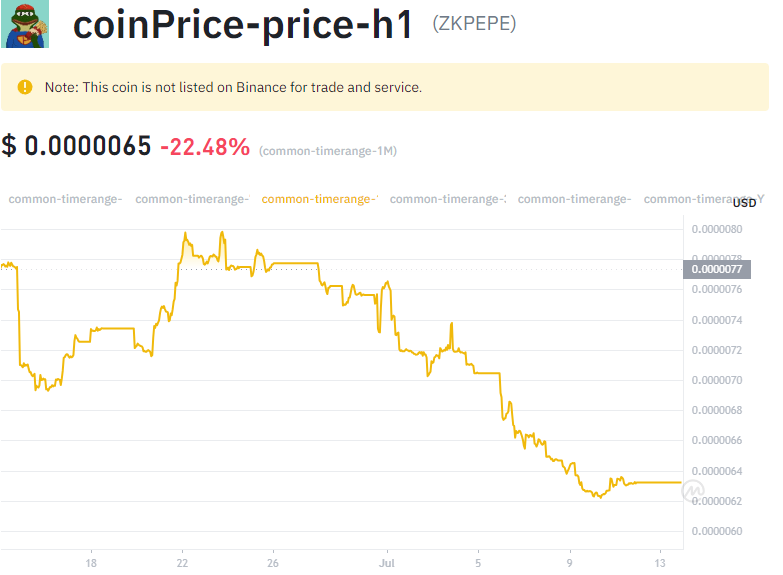 coinPrice-price-h1 (ZKPEPE)
Note: This coin is not listed on Binance for trade and service.
$ 0.0000065 -22.48% (common-timerange-1M)
common-timerange- common-timerange- common-timerange- common-timerange- common-timerange- common-timerange-Y
USD
0.0000080
0.0000078
0.0000077
0.0000076
0.0000074
0.0000072
0.0000070
0.0000068
0.0000066
0.0000064
0.0000062
0.0000060
18 22 26 Jul 5 9 13